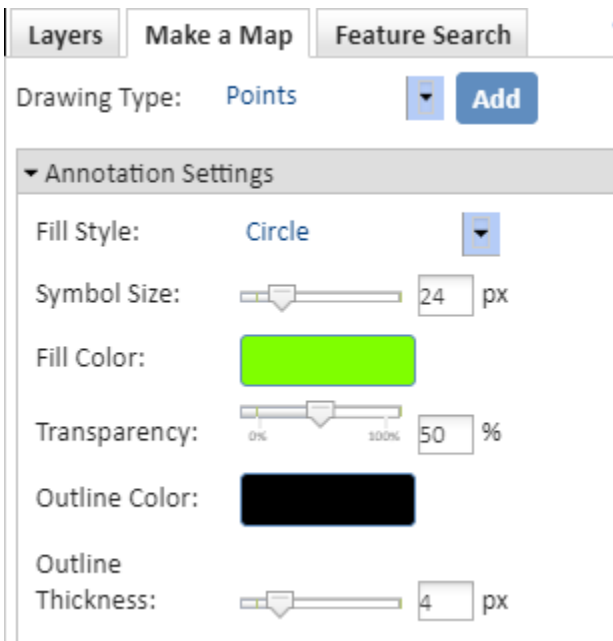 Layers Make a Map Feature Search
Drawing Type: Points Add
Annotation Settings
Fill Style: Circle
Symbol Size: 24 px
Fill Color:
0% 100%
Transparency: 50 %
Outline Color:
Outline
Thickness: 4 px